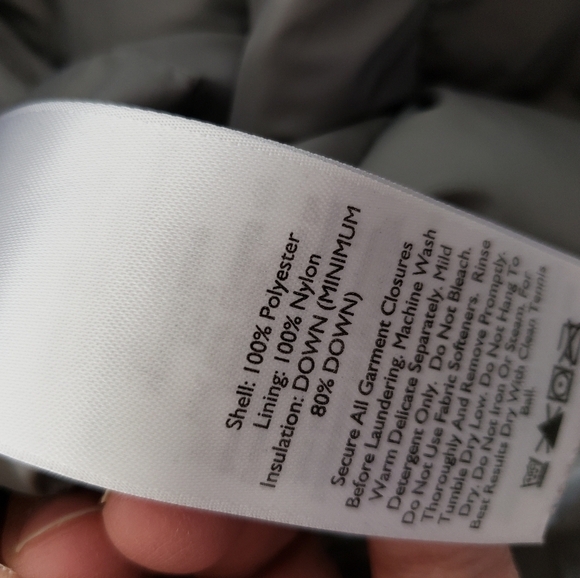 Shell: 100% Polyester
Lining: 100% Nylon
Insulation: DOWN (MINIMUM
80% DOWN)
Secure All Garment Closures
Before Laundering. Machine Wash
Warm Delicate Separately. Mild
Detergent Only. Do Not Bleach.
Do Not Use Fabric Softeners. Rinse
Thoroughly And Remove Promptly.
Tumble Dry Low. Do Not Hang To
Dry. Do Not Iron Or Steam. For
Best Results Dry With Clean Tennis
Ball.